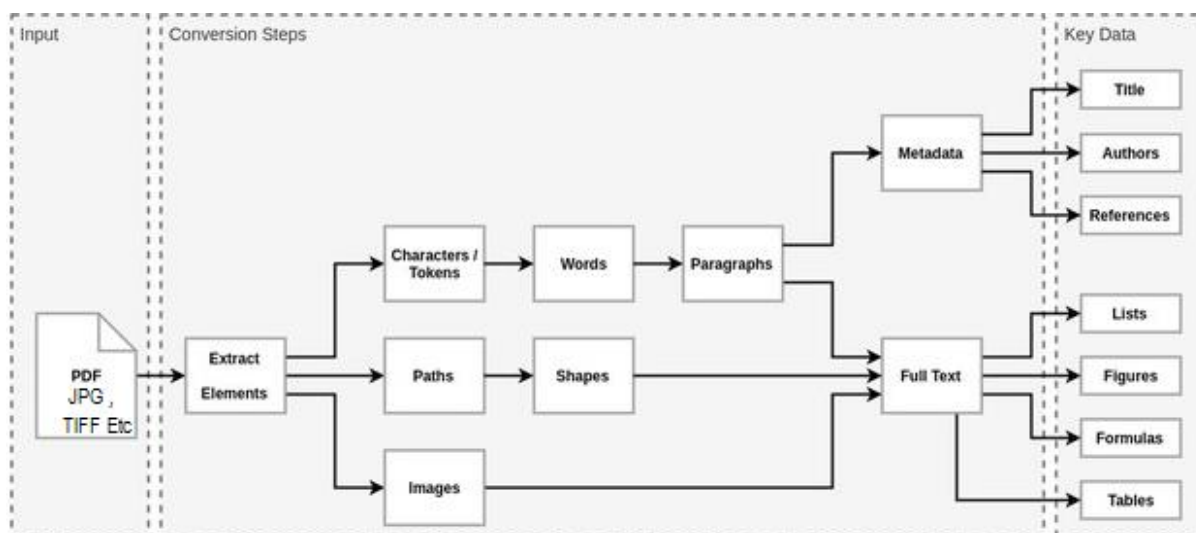 Input
Conversion Steps
Key Data
Title
Metadata
Authors
References
Characters /
Tokens
Words
Paragraphs
Lists
PDF
JPG ,
TIFF Etc
Extract
Elements
Paths
Shapes
Full Text
Figures
Formulas
Images
Tables